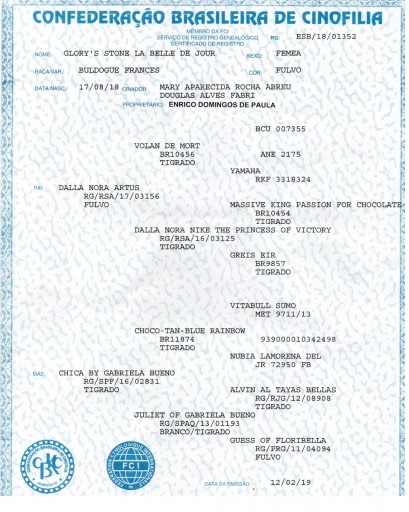 CONFEDERAÇÃO BRASILEIRA DE CINOFILIA
MEMBRO DA FCI
SERVIÇO DE REGISTRO GENEALÓGICO
CERTIFICADO DE REGISTRO
RG: ESB/18/01352
NOME: GLORY'S STONE LA BELLE DE JOUR SEXO FEMEA
RAÇA/VAR.: BULDOGUE FRANCES COR FULVO
DATA NASC.: 17/08/18 CRIADOR MARY APARECIDA ROCHA ABREU
DOUGLAS ALVES FABRI
PROPRIETÁRIO: ENRICO DOMINGOS DE PAULA
BCU 007355
VOLAN DE MORT
BR10456 ANE 2175
TIGRADO
YAMAHA
RKF 3318324
PAI: DALLA NORA ARTUS
RG/RSA/17/03156
FULVO MASSIVE KING PASSION FOR CHOCOLATE
BR10454
TIGRADO
DALLA NORA NIKE THE PRINCESS OF VICTORY
RG/RSA/16/03125
TIGRADO
GREIS EIR
BR9857
TIGRADO
VITABULL SUMO
MET 9711/13
CHOCO-TAN-BLUE RAINBOW
BR11874 939000010342498
TIGRADO
NUBIA LAMORENA DEL
JR 72950 FB
MÃE: CHICA BY GABRIELA BUENO
RG/SPP/16/02831
TIGRADO ALVIN AL TAYAS BELLAS
RG/RJG/12/08908
TIGRADO
JULIET OF GABRIELA BUENO
RG/SPAQ/13/01193
BRANCO/TIGRADO
GUESS OF FLORIBELLA
RG/PRG/11/04094
FULVO
CBKC
FCI
DATA DA EMISSÃO: 12/02/19